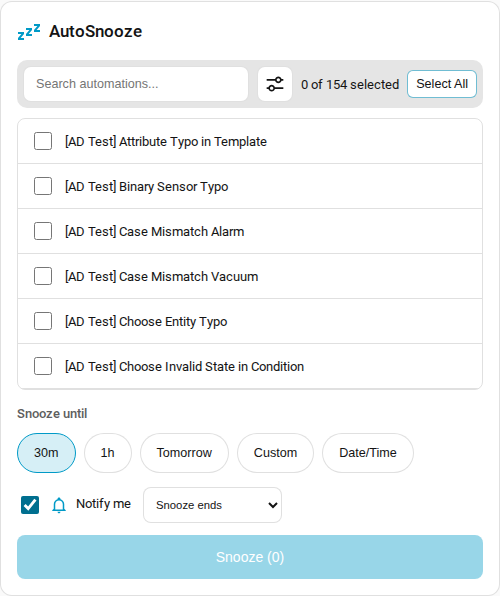 zzz AutoSnooze
Search automations... 0 of 154 selected Select All
[AD Test] Attribute Typo in Template
[AD Test] Binary Sensor Typo
[AD Test] Case Mismatch Alarm
[AD Test] Case Mismatch Vacuum
[AD Test] Choose Entity Typo
[AD Test] Choose Invalid State in Condition
Snooze until
30m 1h Tomorrow Custom Date/Time
Notify me Snooze ends
Snooze (0)